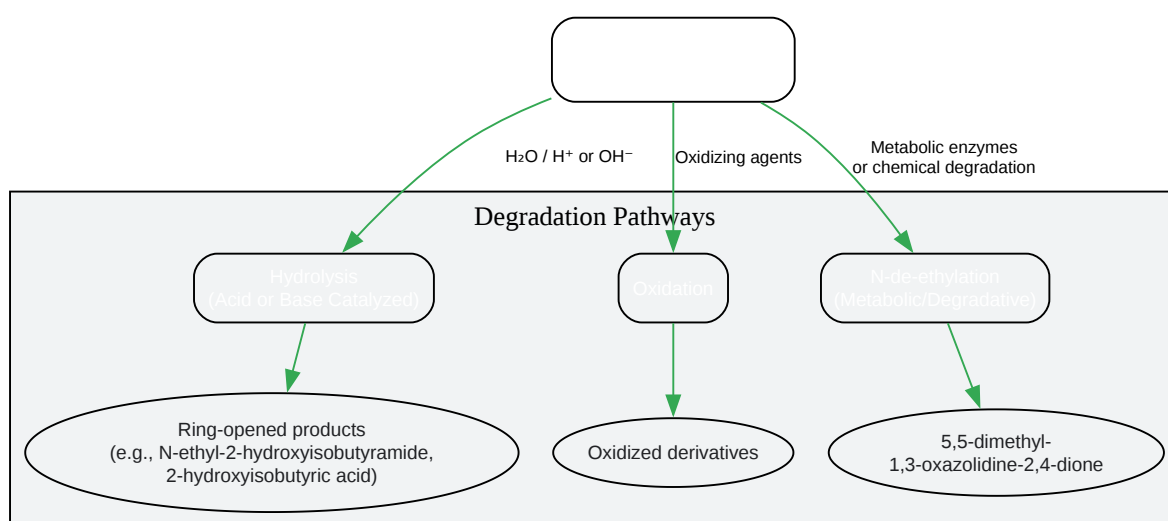 H₂O / H⁺ or OH⁻
Oxidizing agents
Metabolic enzymes
or chemical degradation
Degradation Pathways
Hydrolysis
(Acid or Base Catalyzed)
Oxidation
N-de-ethylation
(Metabolic/Degradative)
Ring-opened products
(e.g., N-ethyl-2-hydroxyisobutyramide,
2-hydroxyisobutyric acid)
Oxidized derivatives
5,5-dimethyl-
1,3-oxazolidine-2,4-dione